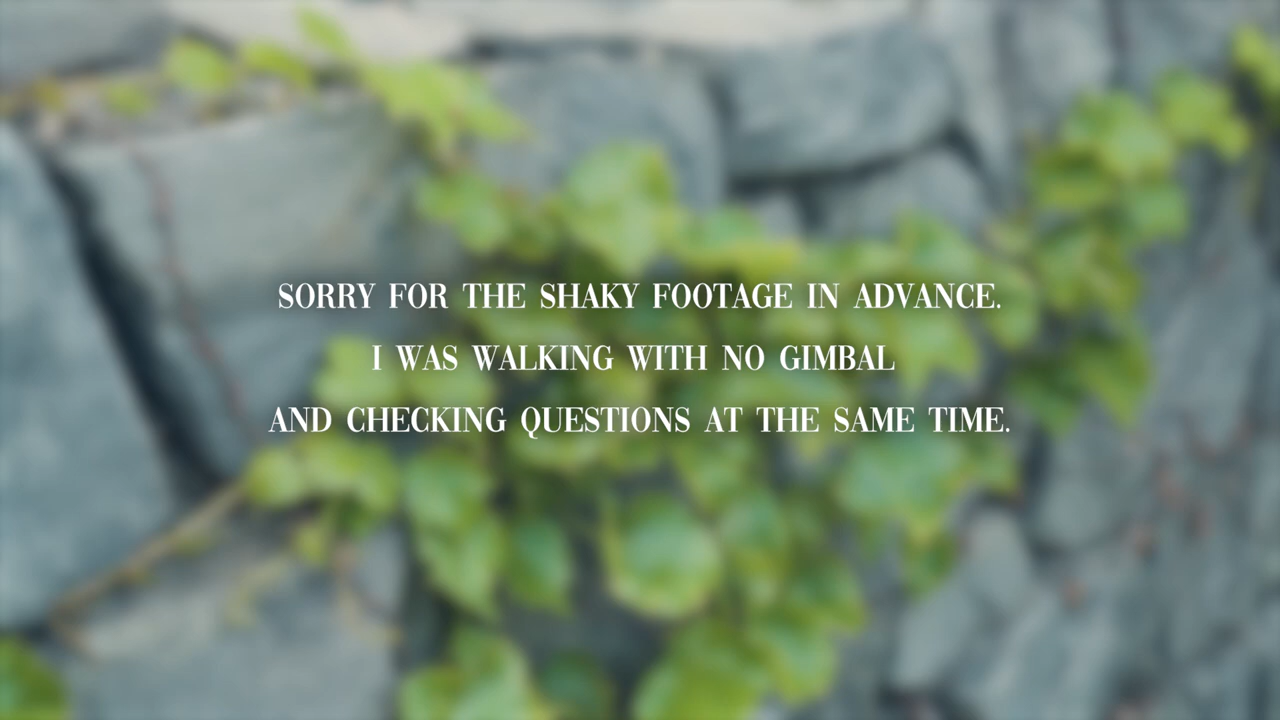 SORRY FOR THE SHAKY FOOTAGE IN ADVANCE.
I WAS WALKING WITH NO GIMBAL
AND CHECKING QUESTIONS AT THE SAME TIME.